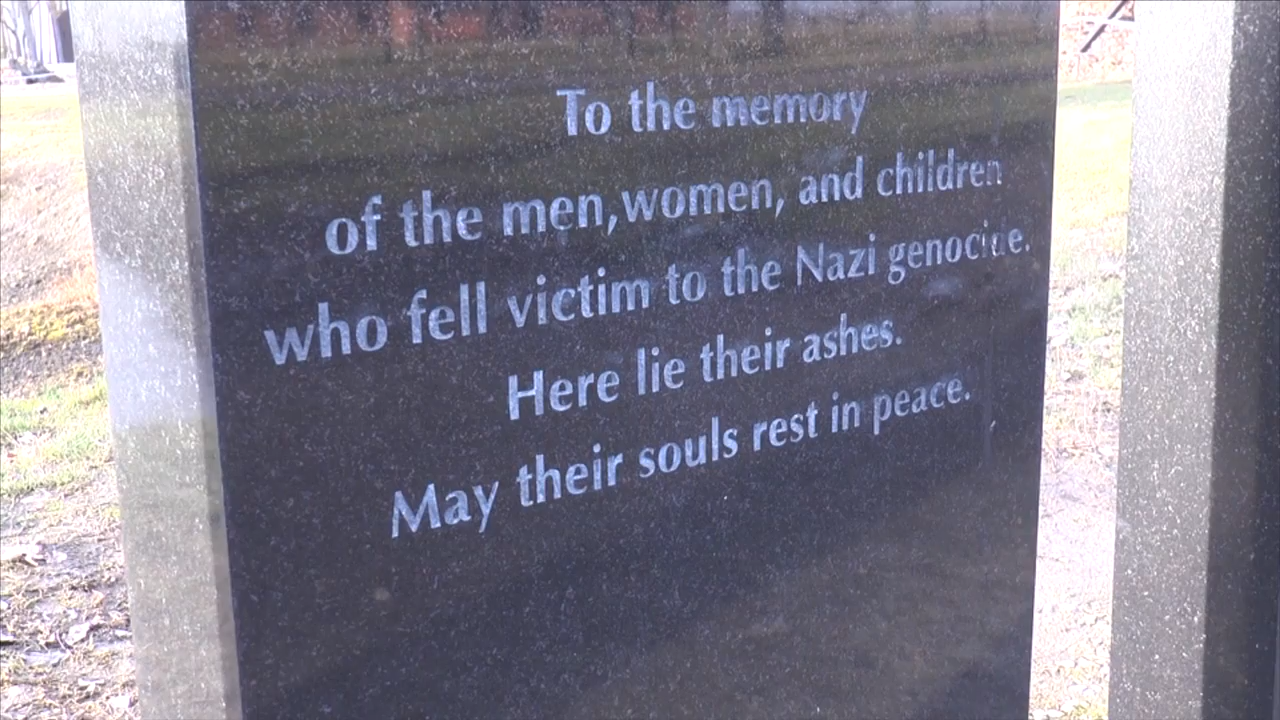 To the memory
of the men,women, and children
who fell victim to the Nazi genocide.
Here lie their ashes.
May their souls rest in peace.